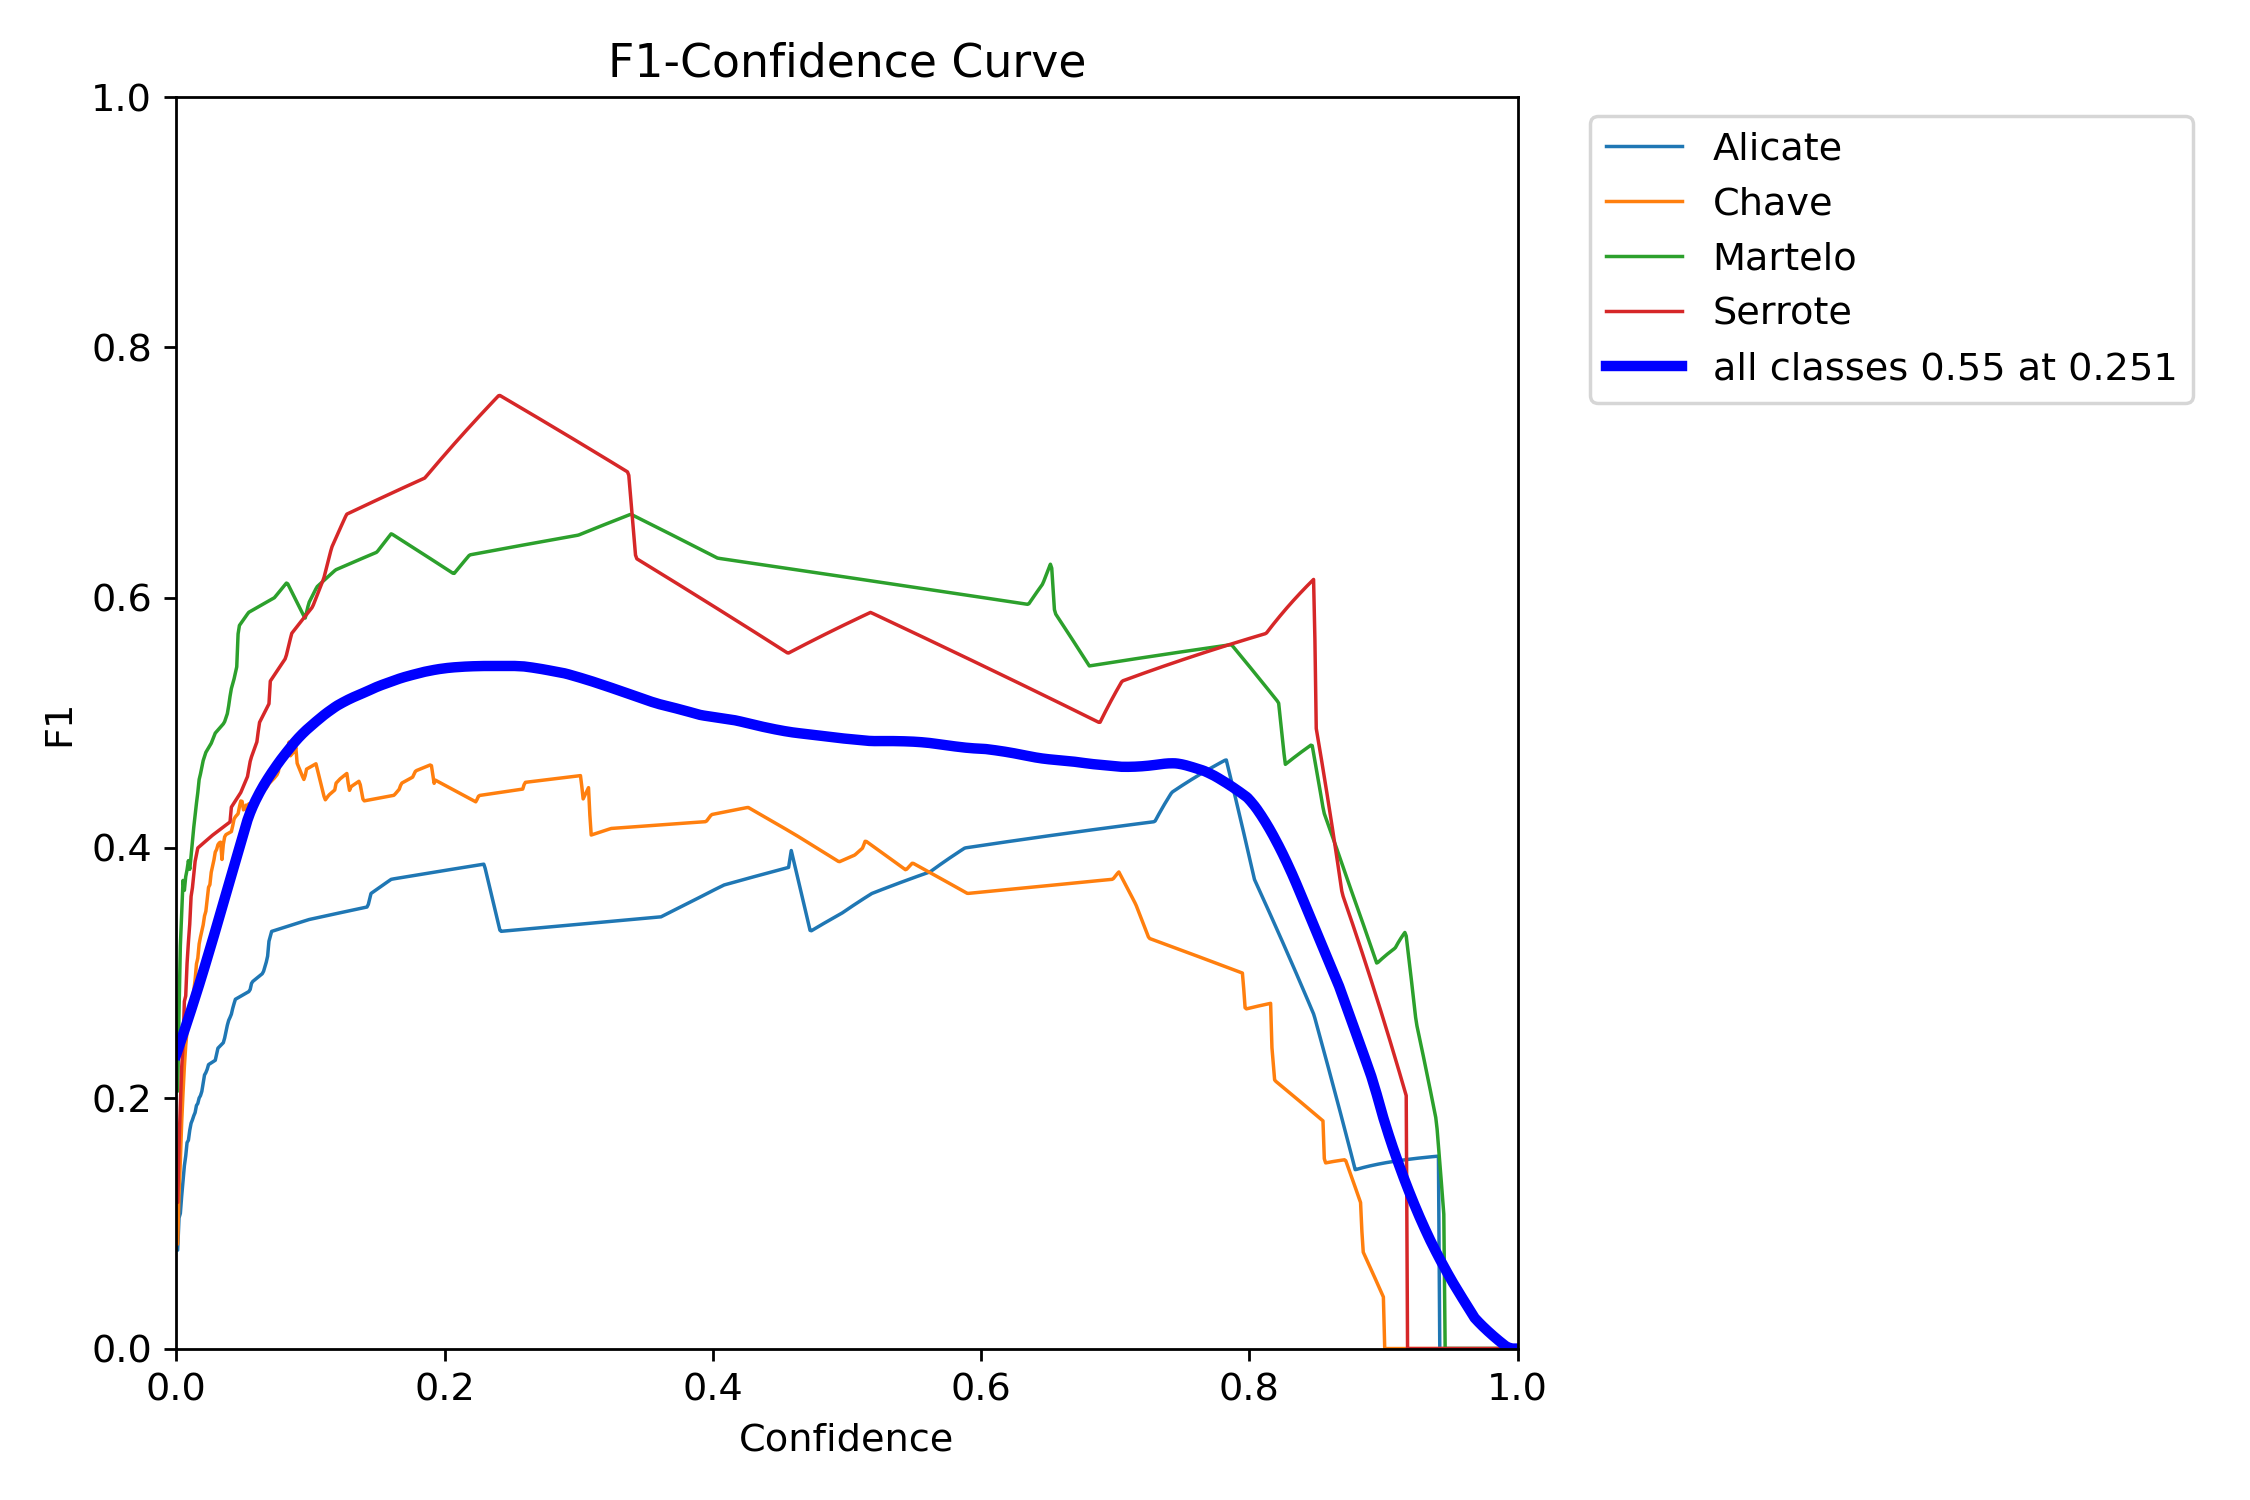 F1-Confidence Curve
1.0
0.8
0.6
0.4
0.2
0.0
F1
0.0 0.2 0.4 0.6 0.8 1.0
Confidence
Alicate
Chave
Martelo
Serrote
all classes 0.55 at 0.251